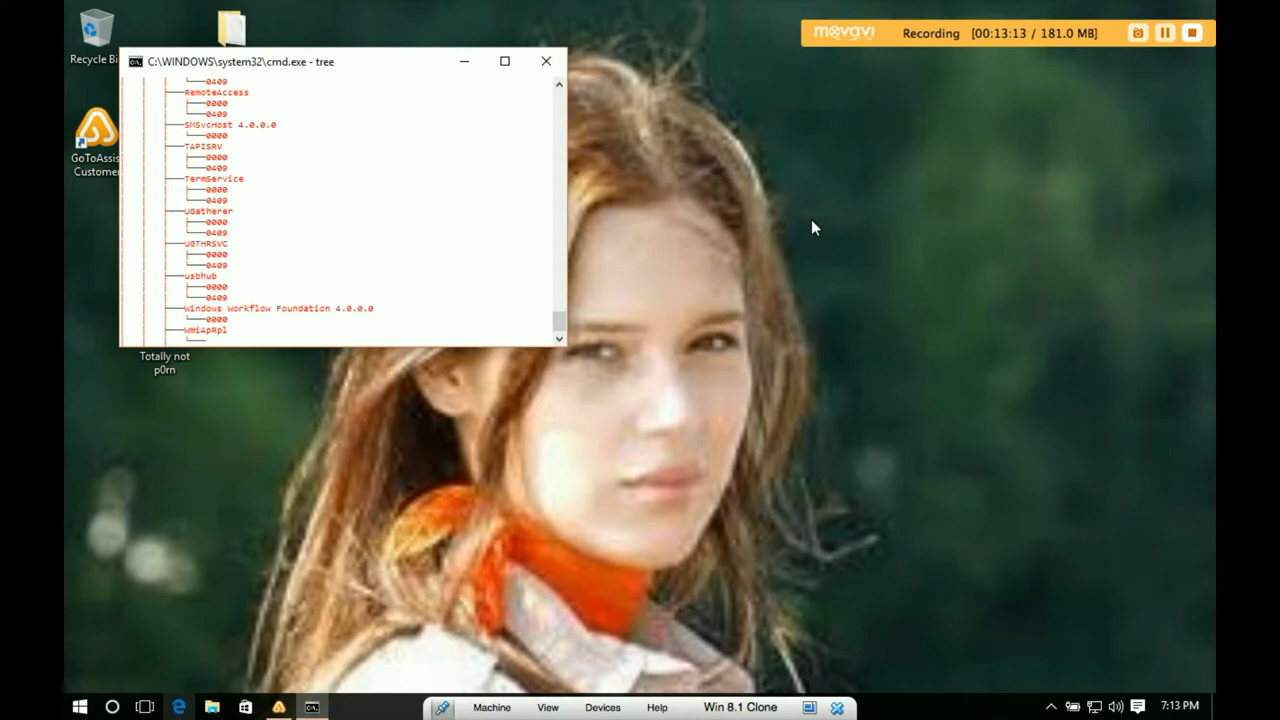 Recycle Bi
GoToAssis
Customer
Totally not
p0rn
C:\WINDOWS\system32\cmd.exe - tree
0409
RemoteAccess
0000
0409
SMSvcHost 4.0.0.0
0000
TAPISRV
0000
0409
TermService
0000
0409
UGatherer
0000
0409
UGTHRSVC
0000
0409
usbhub
0000
0409
Windows Workflow Foundation 4.0.0.0
0000
WmiApRpl
movavi
Recording [00:13:13 / 181.0 MB]
Machine View Devices Help Win 8.1 Clone
7:13 PM